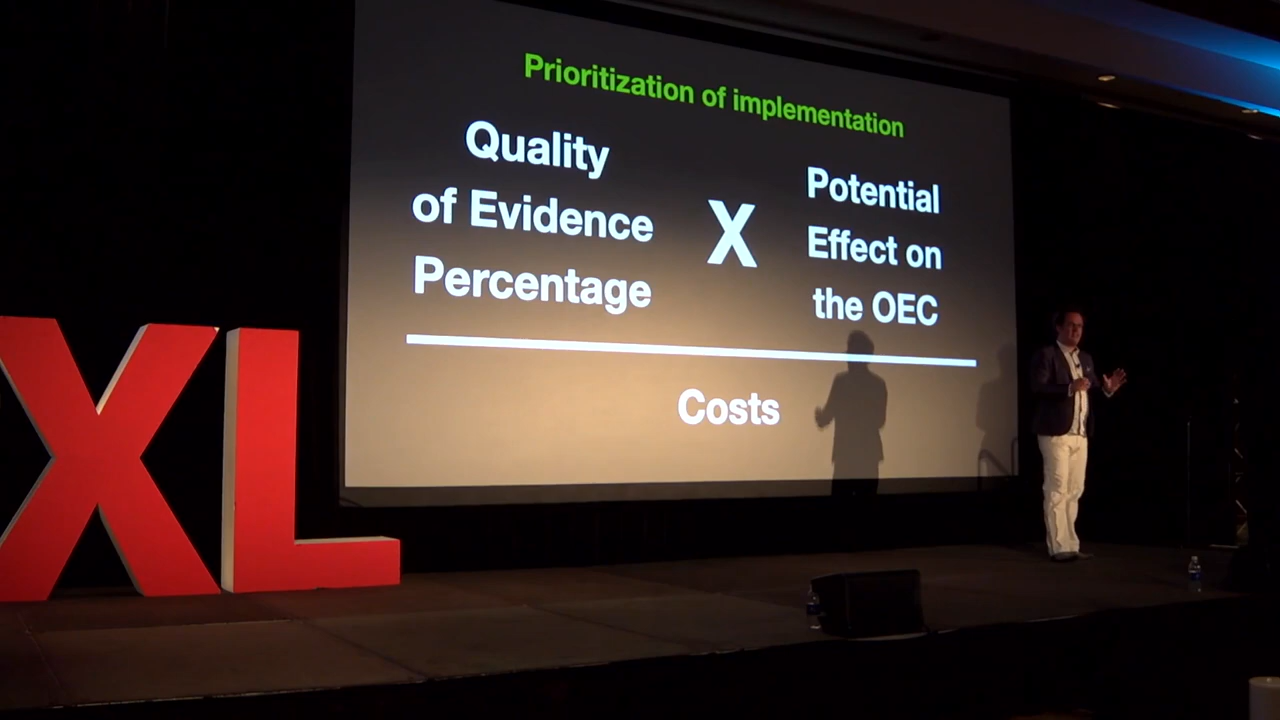 Prioritization of implementation
Quality
of Evidence
Percentage
X
Potential
Effect on
the OEC
Costs
XL